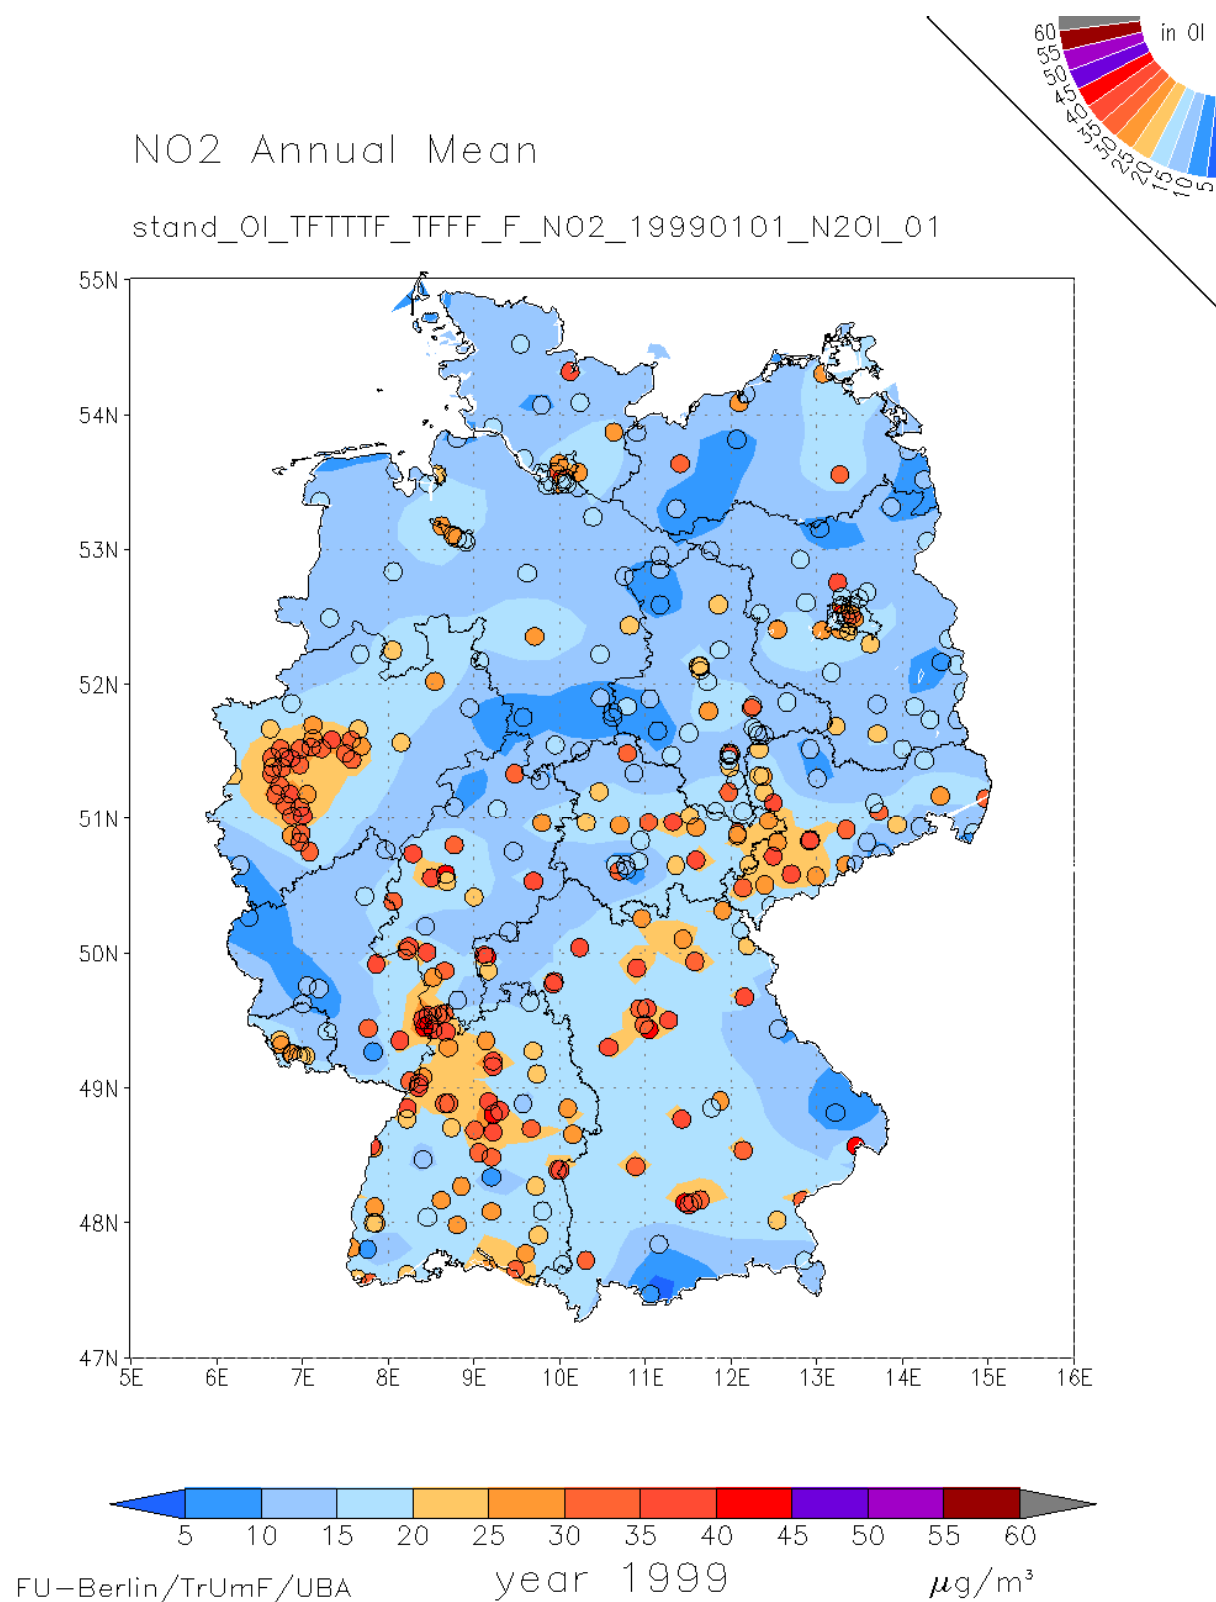 in OI
60
55
50
45
40
35
30
25
20
15
10
5
NO2 Annual Mean
stand_OI_TFTTTF_TFFF_F_NO2_19990101_N2OI_01
55N
54N
53N
52N
51N
50N
49N
48N
47N
5E 6E 7E 8E 9E 10E 11E 12E 13E 14E 15E 16E
5 10 15 20 25 30 35 40 45 50 55 60
FU-Berlin/TrUmF/UBA year 1999 μg/m³